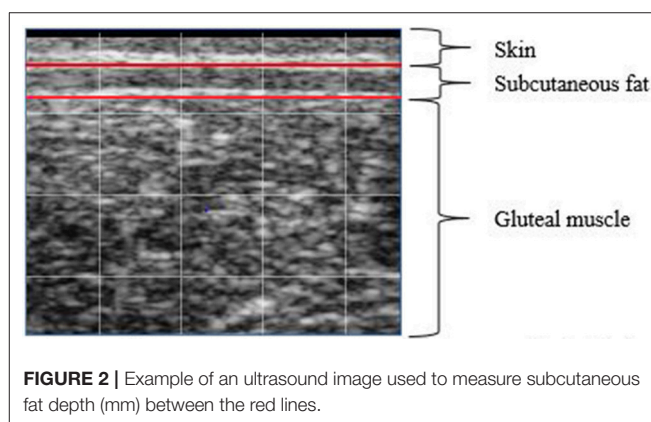 Skin
Subcutaneous fat
Gluteal muscle
FIGURE 2 | Example of an ultrasound image used to measure subcutaneous
fat depth (mm) between the red lines.